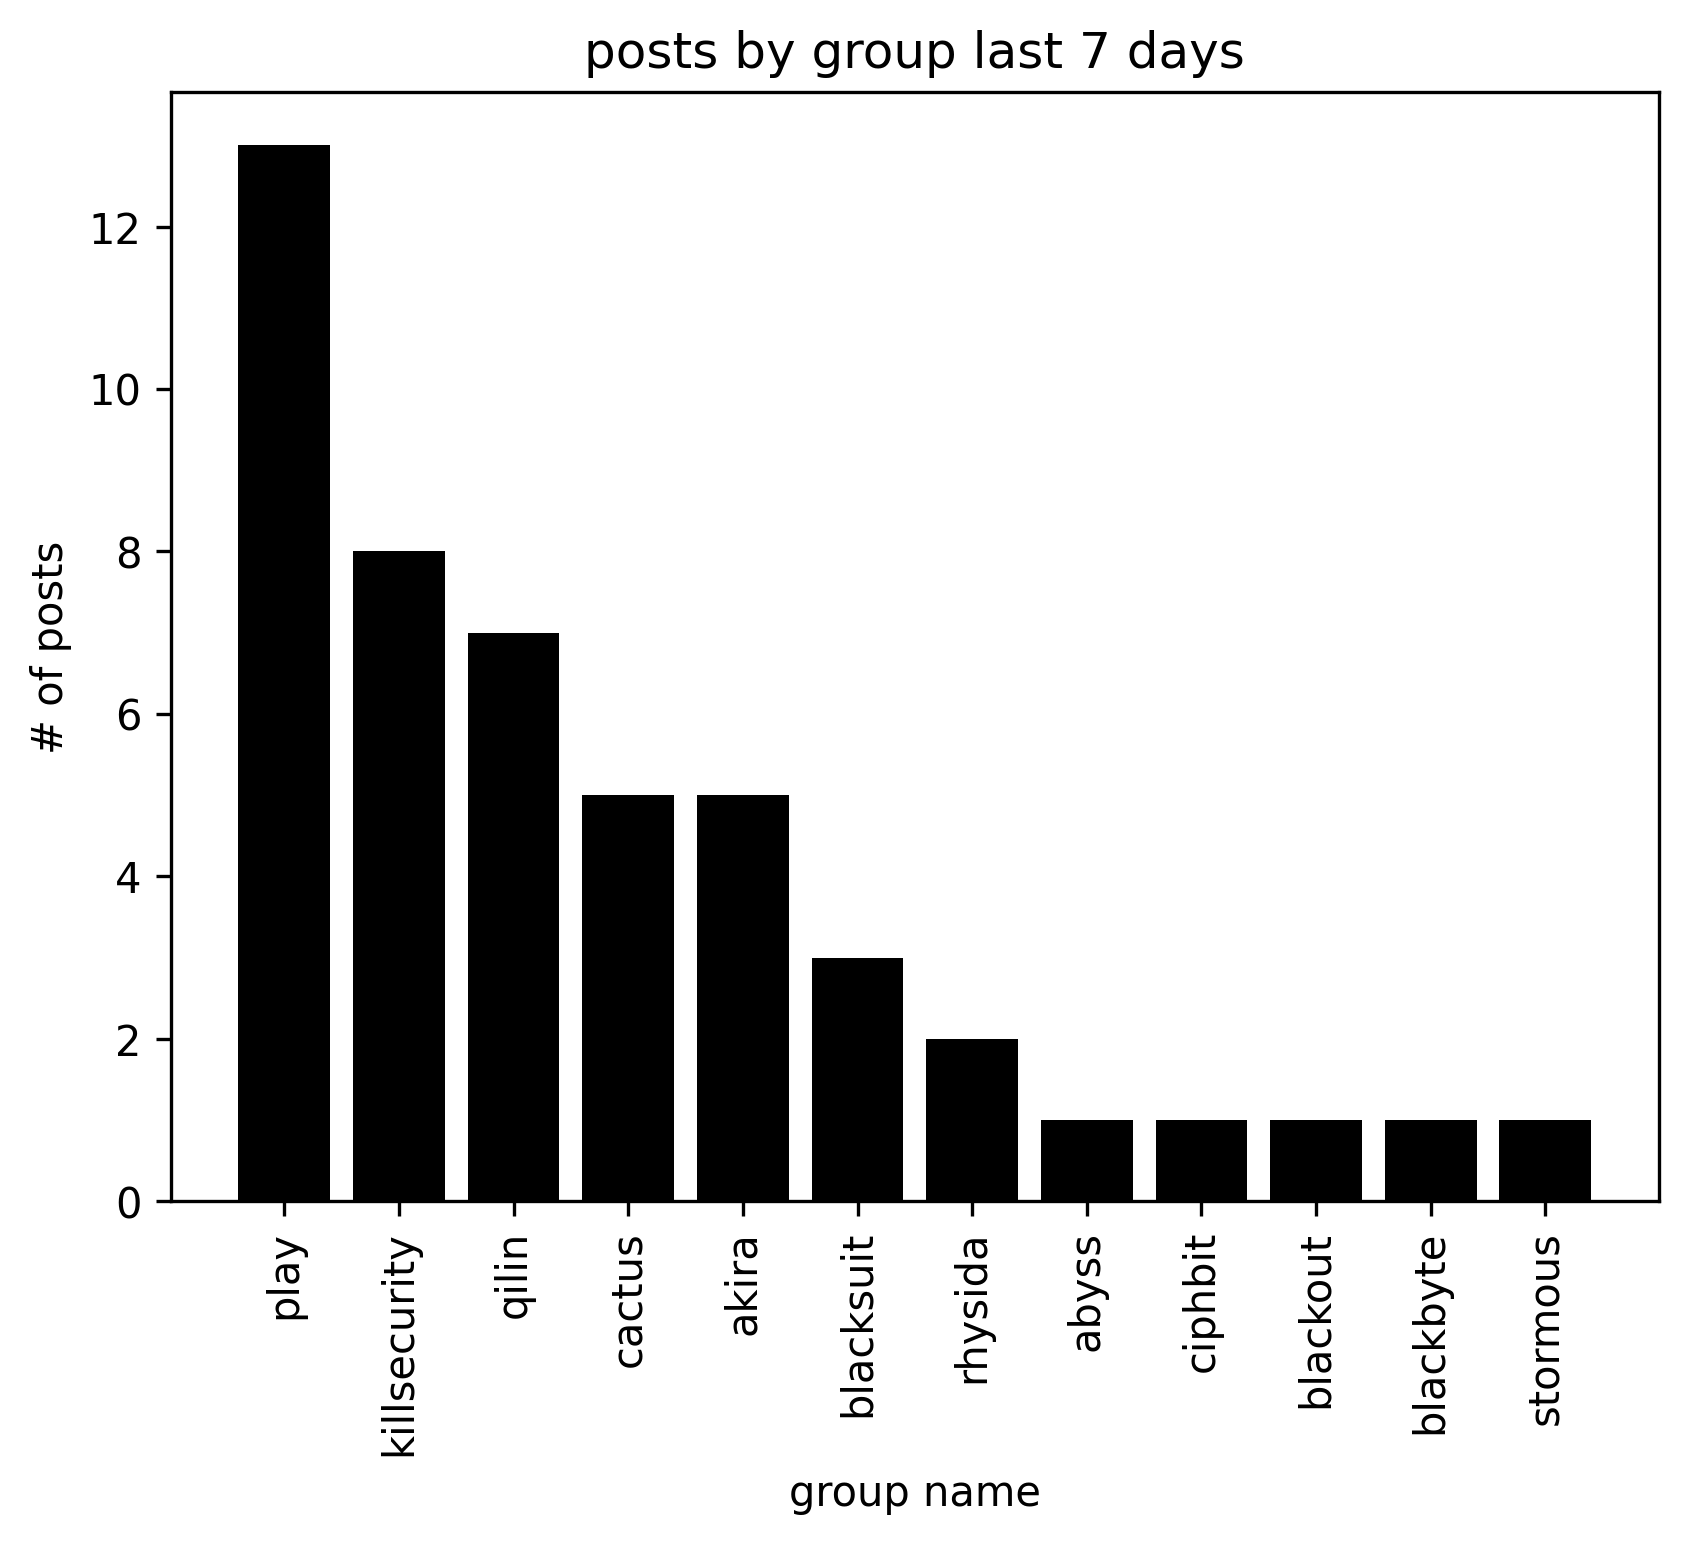 posts by group last 7 days
# of posts
12
10
8
6
4
2
0
play
killsecurity
qilin
cactus
akira
blacksuit
rhysida
abyss
ciphbit
blackout
blackbyte
stormous
group name